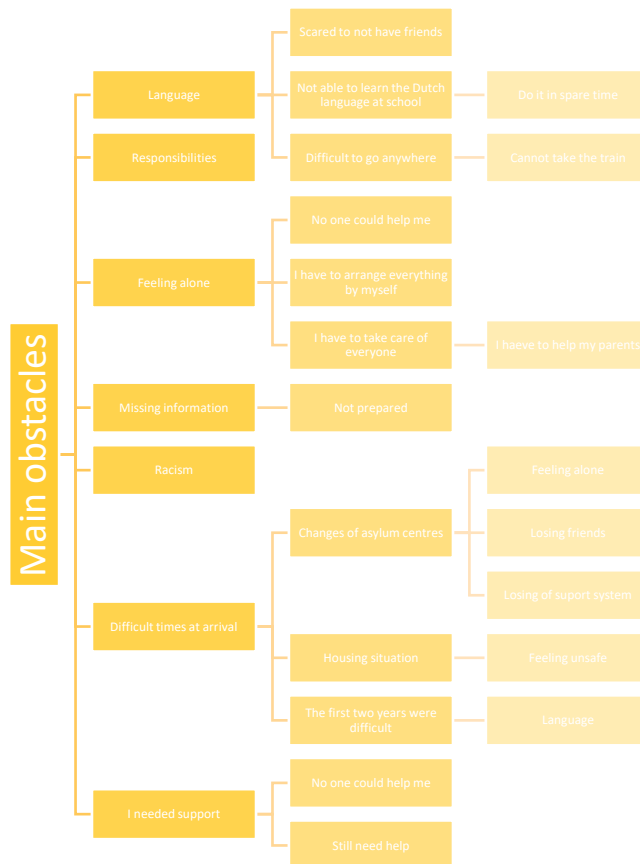 Main obstacles
Language
Scared to not have friends
Not able to learn the Dutch
language at school
Do it in spare time
Difficult to go anywhere
Cannot take the train
Responsibilities
Feeling alone
No one could help me
I have to arrange everything
by myself
I have to take care of
everyone
I haeve to help my parents
Missing information
Not prepared
Racism
Difficult times at arrival
Changes of asylum centres
Feeling alone
Losing friends
Losing of suport system
Housing situation
Feeling unsafe
The first two years were
difficult
Language
I needed support
No one could help me
Still need help